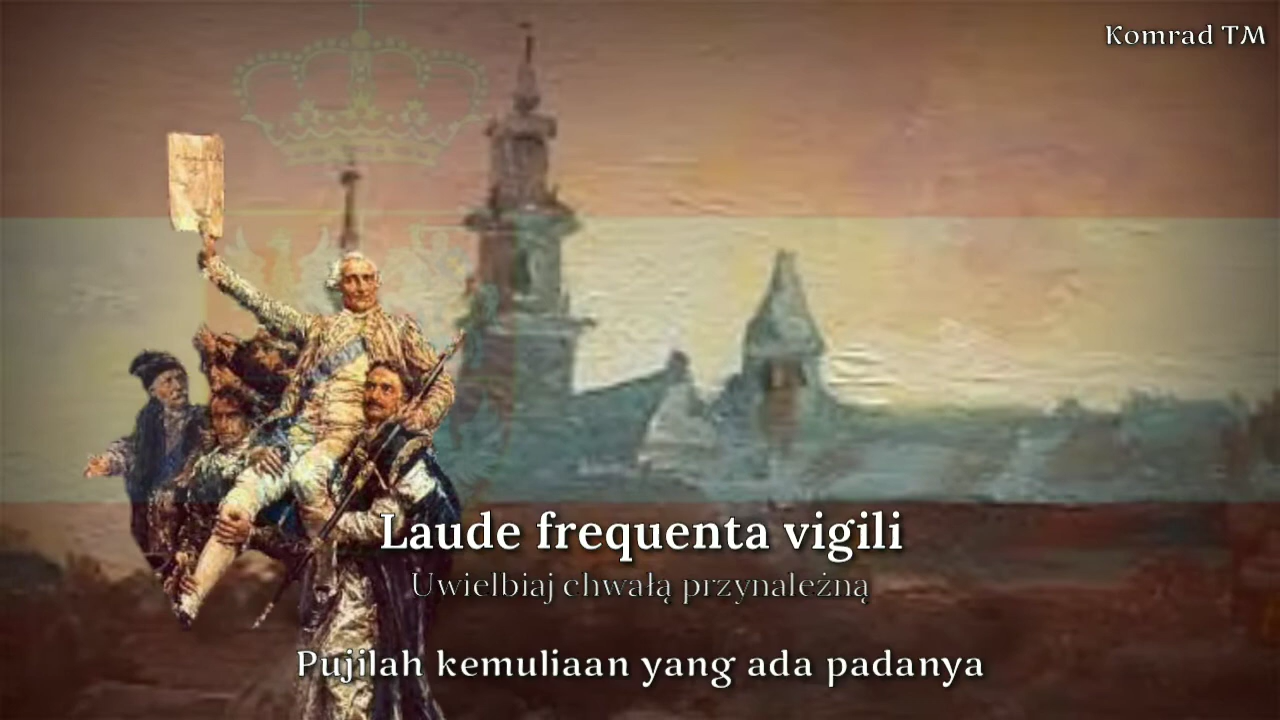 Komrad TM
Laude frequenta vigili
Uwielbiaj chwałą przynależną
Pujilah kemuliaan yang ada padanya